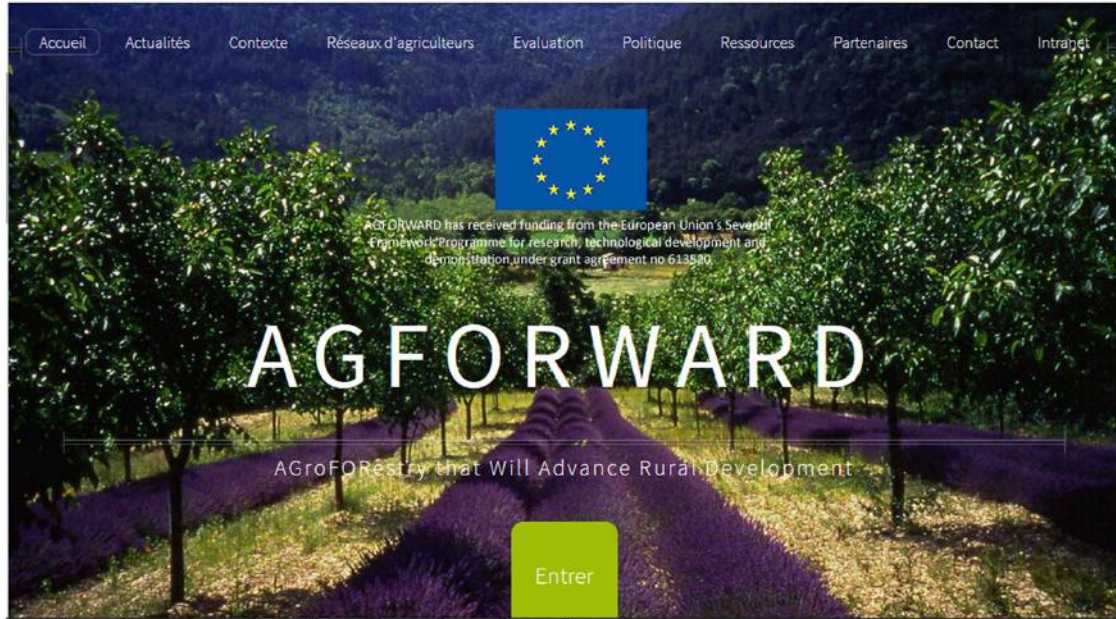 Accueil Actualités Contexte Réseaux d'agriculteurs Evaluation Politique Ressources Partenaires Contact Intranet
AGFORWARD has received funding from the European Union's Seventh
Framework Programme for research, technological development and
demonstration under grant agreement no 613520
AGFORWARD
AGroFORestry that Will Advance Rural Development
Entrer